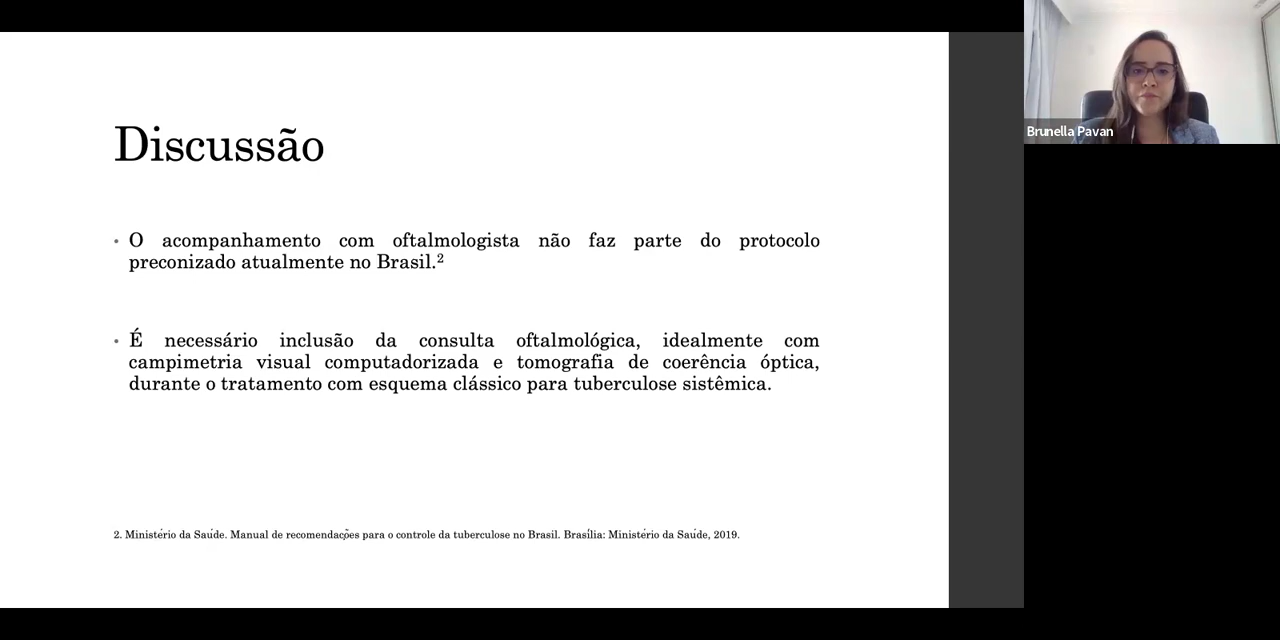 Discussão
• O acompanhamento com oftalmologista não faz parte do protocolo
preconizado atualmente no Brasil.²
• É necessário inclusão da consulta oftalmológica, idealmente com
campimetria visual computadorizada e tomografia de coerência óptica,
durante o tratamento com esquema clássico para tuberculose sistêmica.
2. Ministério da Saúde. Manual de recomendações para o controle da tuberculose no Brasil. Brasília: Ministério da Saúde, 2019.
Brunella Pavan